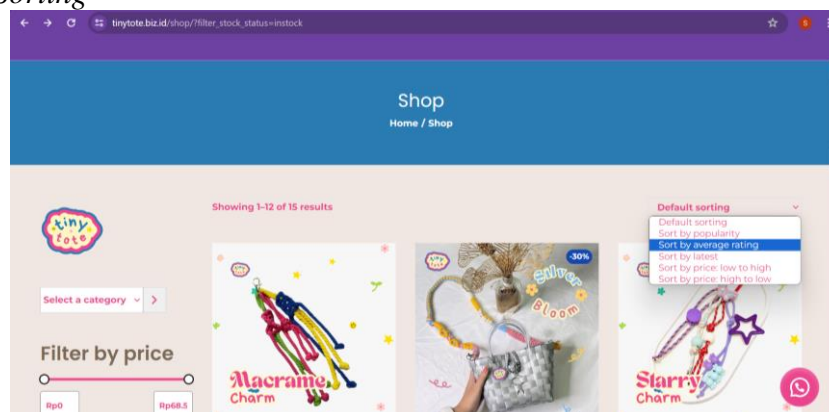 Sorting
tinytote.biz.id/shop/?filter_stock_status=instock
S
Shop
Home / Shop
tiny
tote
Showing 1–12 of 15 results
Default sorting
Default sorting
Sort by popularity
Sort by average rating
Sort by latest
Sort by price: low to high
Sort by price: high to low
Select a category
Filter by price
Rp0
Rp68.5
Macrame
Charm
-30%
Silver
Bloom
Starry
Charm